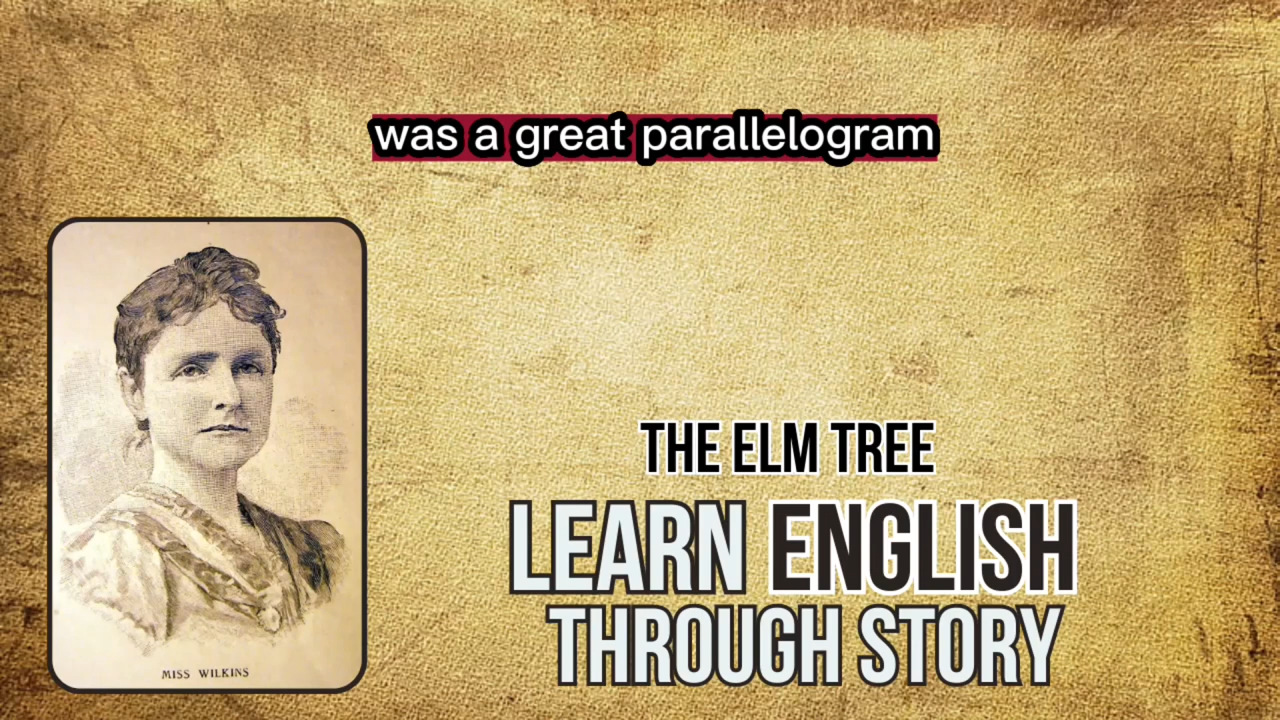 was a great parallelogram
THE ELM TREE
LEARN ENGLISH
THROUGH STORY
MISS WILKINS